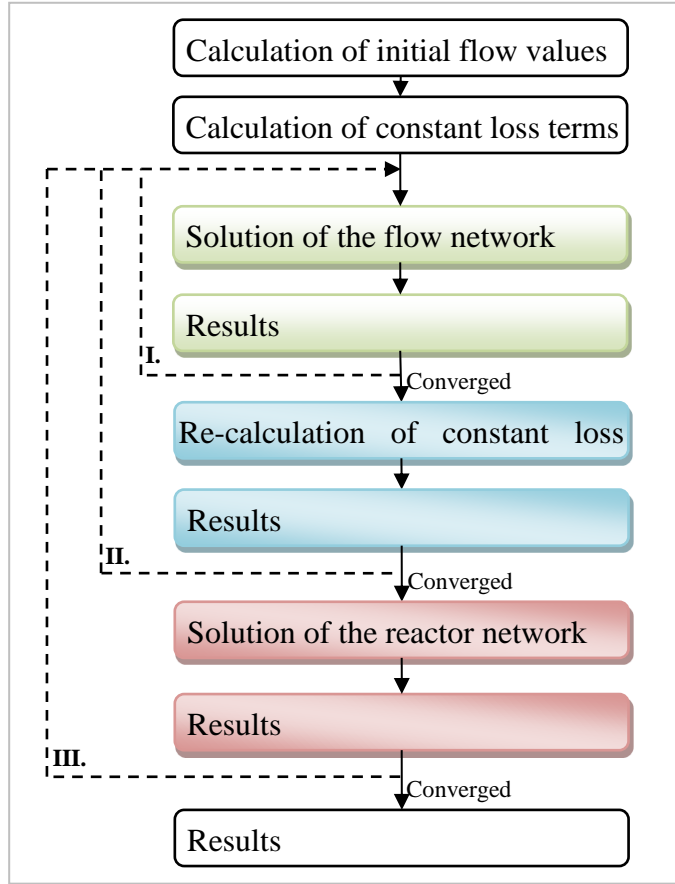 Calculation of initial flow values
Calculation of constant loss terms
Solution of the flow network
Results
I.
Converged
Re-calculation of constant loss
Results
II.
Converged
Solution of the reactor network
Results
III.
Converged
Results